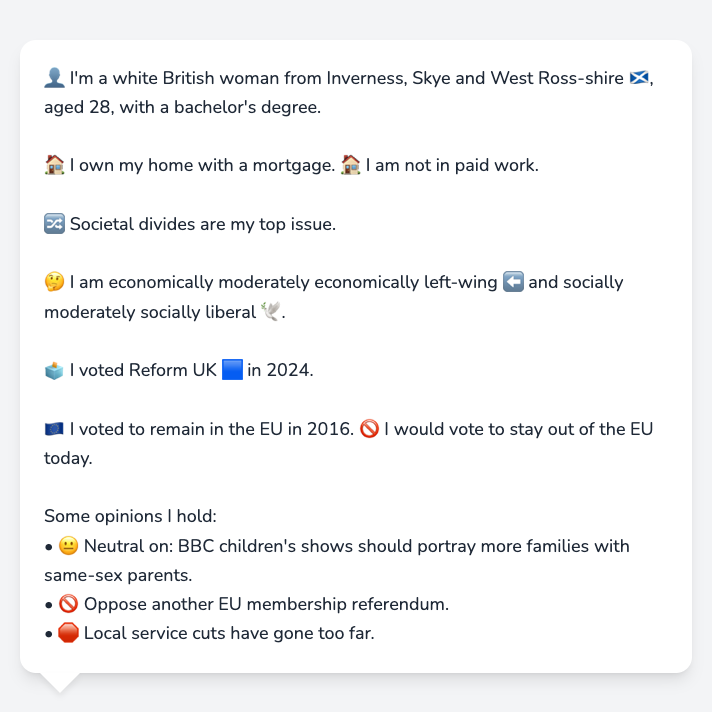 👤 I'm a white British woman from Inverness, Skye and West Ross-shire 🏴󠁧󠁢󠁳󠁣󠁴󠁿,
aged 28, with a bachelor's degree.
🏠 I own my home with a mortgage. 🏠 I am not in paid work.
🔀 Societal divides are my top issue.
🤔 I am economically moderately economically left-wing ⬅️ and socially
moderately socially liberal 🕊️.
🗳️ I voted Reform UK 🟦 in 2024.
🇪🇺 I voted to remain in the EU in 2016. 🚫 I would vote to stay out of the EU
today.
Some opinions I hold:
• 😐 Neutral on: BBC children's shows should portray more families with
same-sex parents.
• 🚫 Oppose another EU membership referendum.
• 🛑 Local service cuts have gone too far.